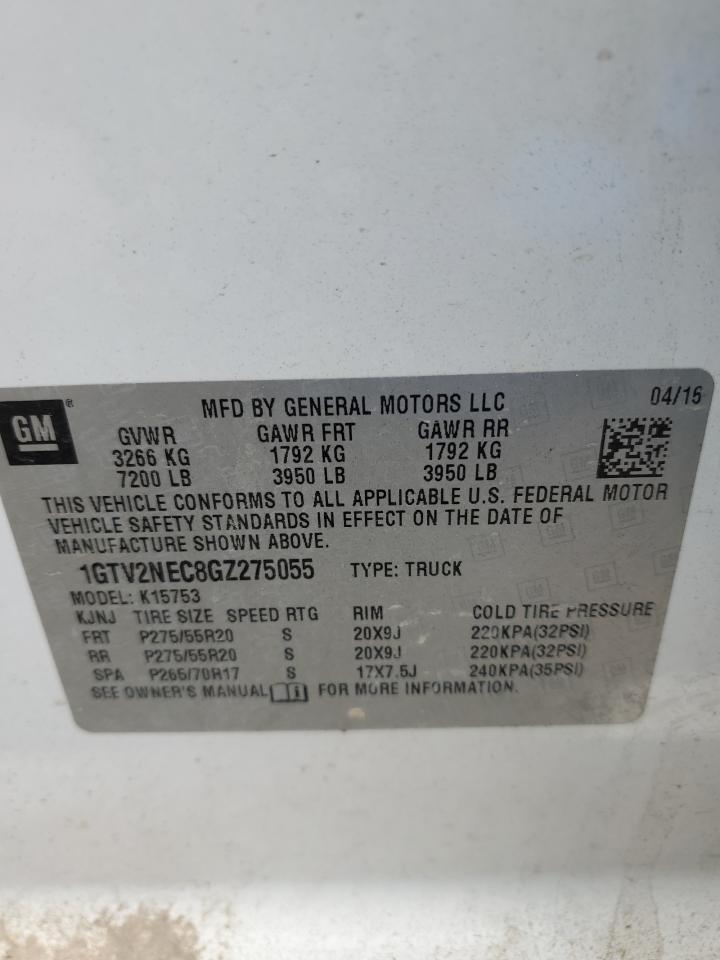 GM®
MFD BY GENERAL MOTORS LLC 04/16
GVWR GAWR FRT GAWR RR
3266 KG 1792 KG 1792 KG
7200 LB 3950 LB 3950 LB
THIS VEHICLE CONFORMS TO ALL APPLICABLE U.S. FEDERAL MOTOR
VEHICLE SAFETY STANDARDS IN EFFECT ON THE DATE OF
MANUFACTURE SHOWN ABOVE.
1GTV2NEC8GZ275055 TYPE: TRUCK
MODEL: K15753
KJNJ TIRE SIZE SPEED RTG RIM COLD TIRE PRESSURE
FRT P275/55R20 S 20X9J 220KPA(32PSI)
RR P275/55R20 S 20X9J 220KPA(32PSI)
SPA P265/70R17 S 17X7.5J 240KPA(35PSI)
SEE OWNER'S MANUAL FOR MORE INFORMATION.